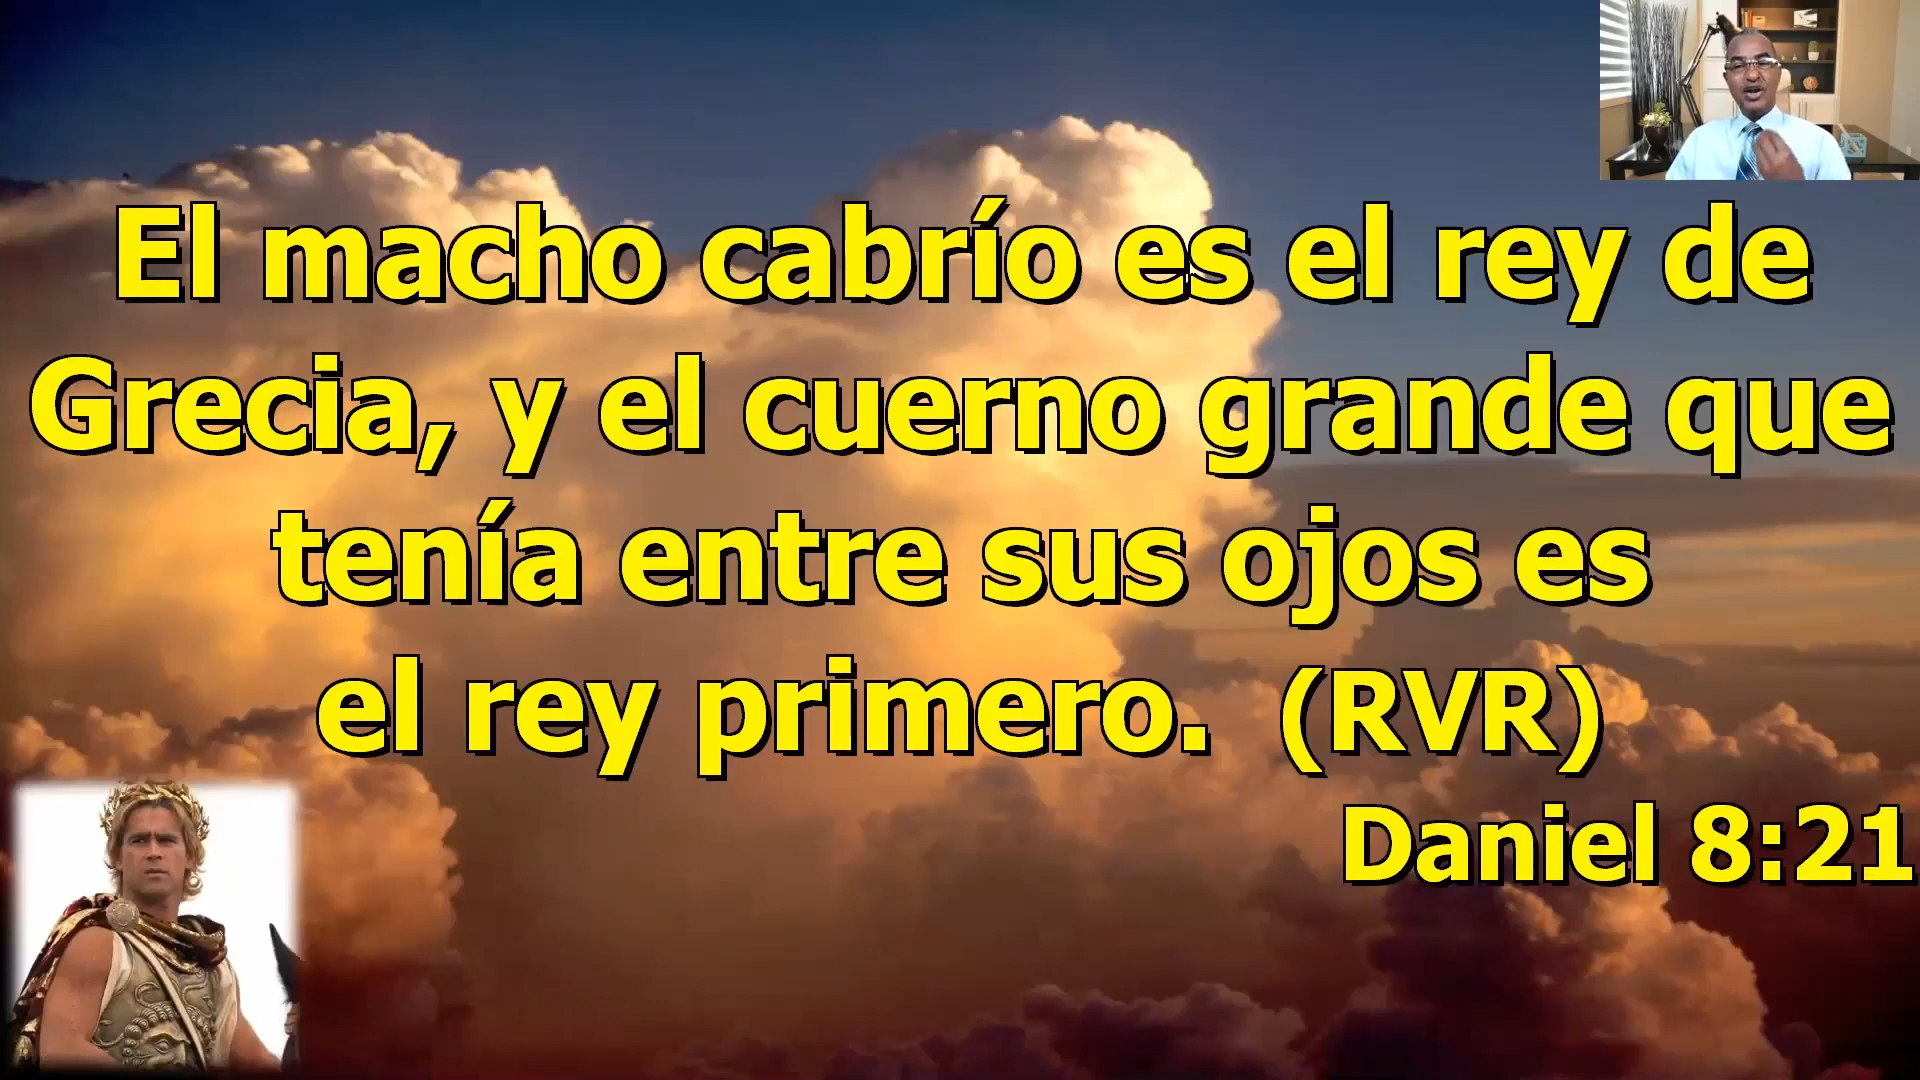 El macho cabrío es el rey de
Grecia, y el cuerno grande que
tenía entre sus ojos es
el rey primero. (RVR)
Daniel 8:21